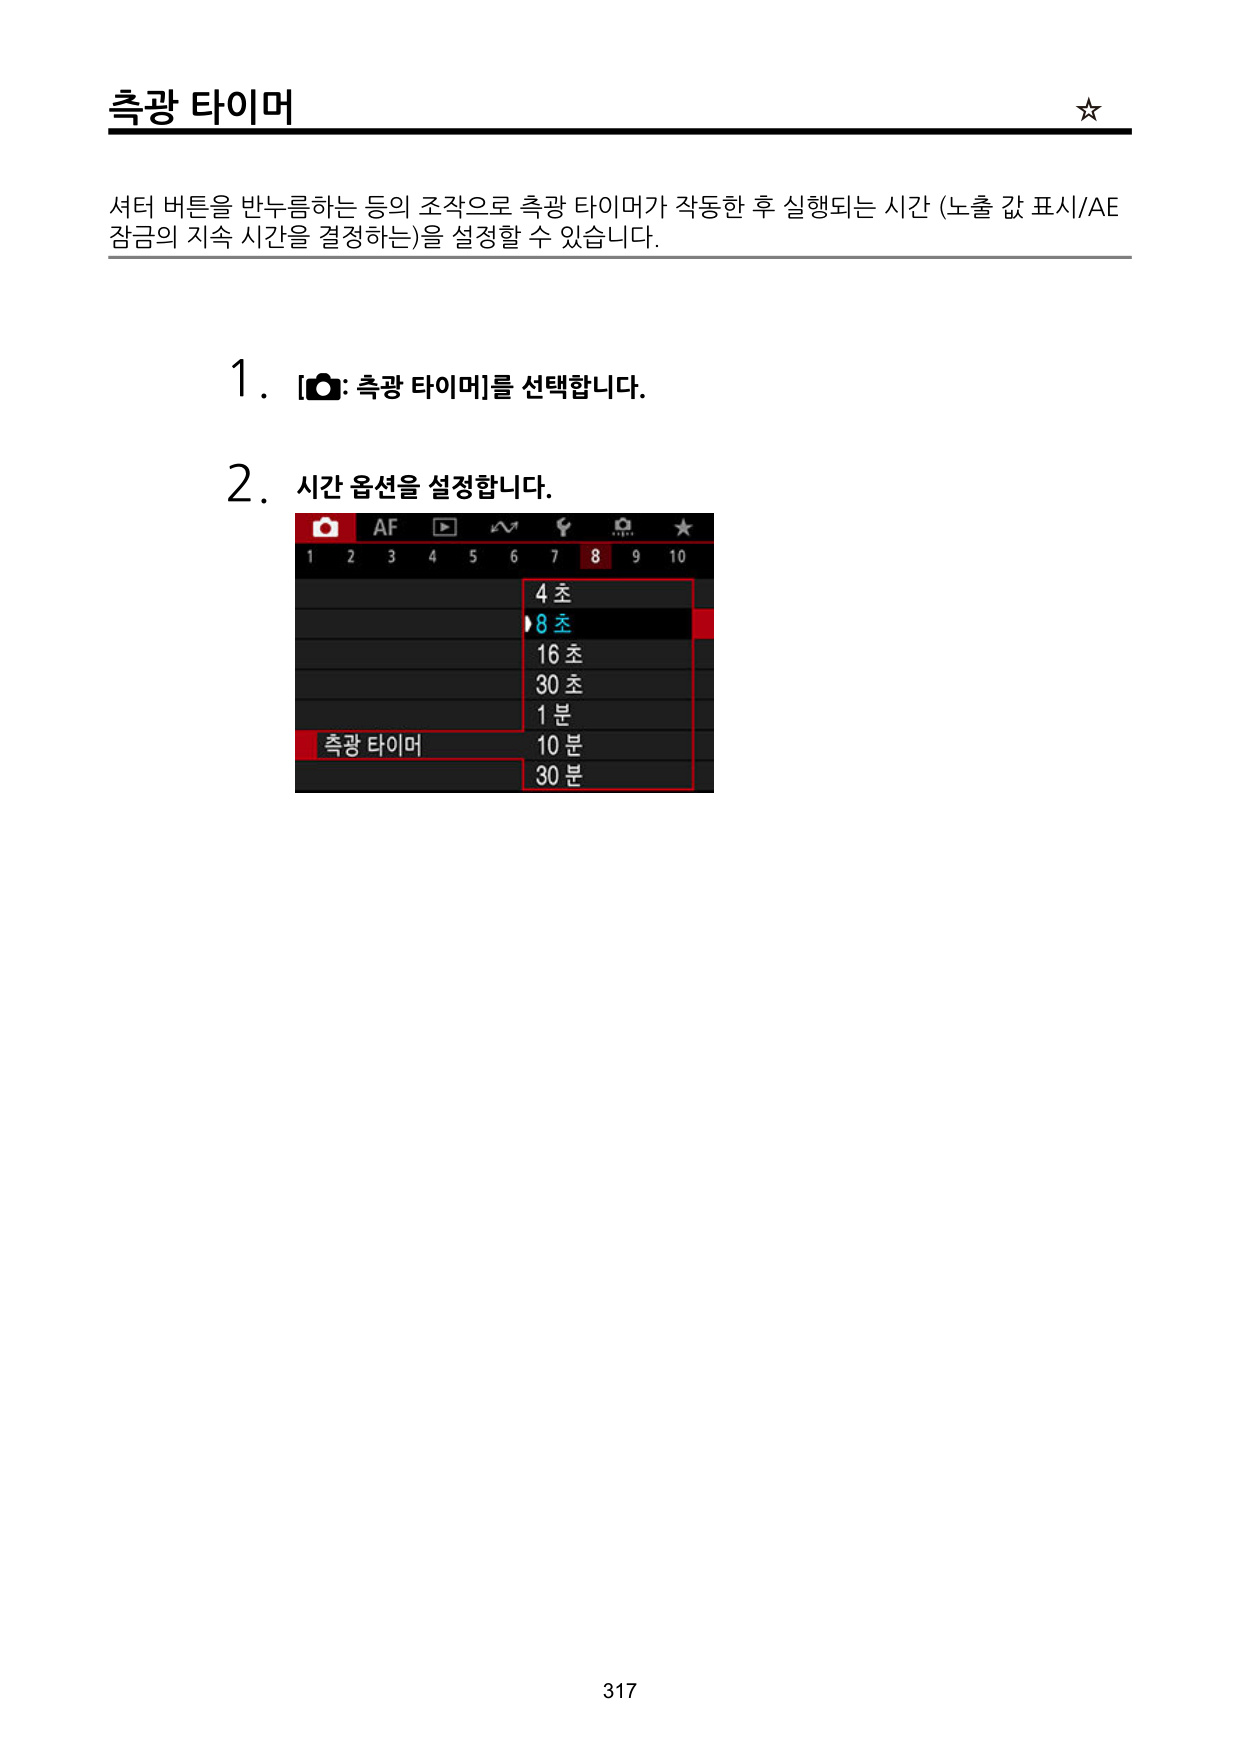 측광 타이머 ☆
셔터 버튼을 반누름하는 등의 조작으로 측광 타이머가 작동한 후 실행되는 시간 (노출 값 표시/AE
잠금의 지속 시간을 결정하는)을 설정할 수 있습니다.
1. [: 측광 타이머]를 선택합니다.
2. 시간 옵션을 설정합니다.
AF ★
1 2 3 4 5 6 7 8 9 10
4 초
8 초
16 초
30 초
1 분
측광 타이머 10 분
30 분
317